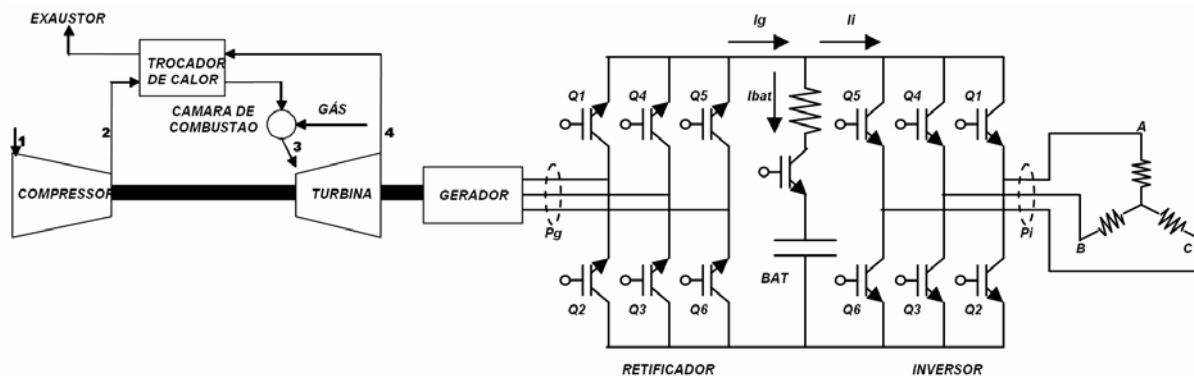 EXAUSTOR
TROCADOR
DE CALOR
CAMARA DE
COMBUSTAO
GÁS
1
2
3
4
COMPRESSOR
TURBINA
GERADOR
Pg
Ig
Ii
Ibat
Q1
Q4
Q5
Q5
Q4
Q1
Q2
Q3
Q6
BAT
Q6
Q3
Q2
Pi
A
B
C
RETIFICADOR
INVERSOR